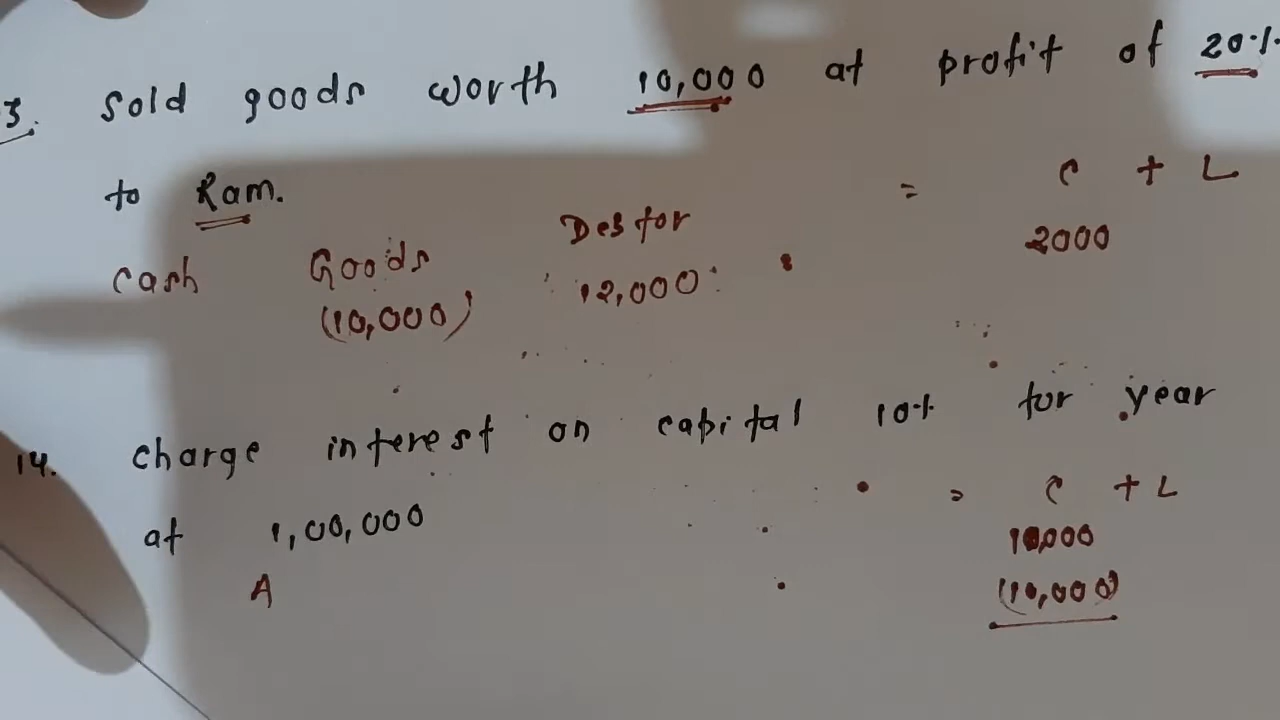 3. Sold goods worth 10,000 at profit of 20%
to Ram. = C + L
Cash Goods Debtor 2000
(10,000) 12,000
14. charge interest on capital 10% for year
= C + L
at 1,00,000 10,000
A (10,000)